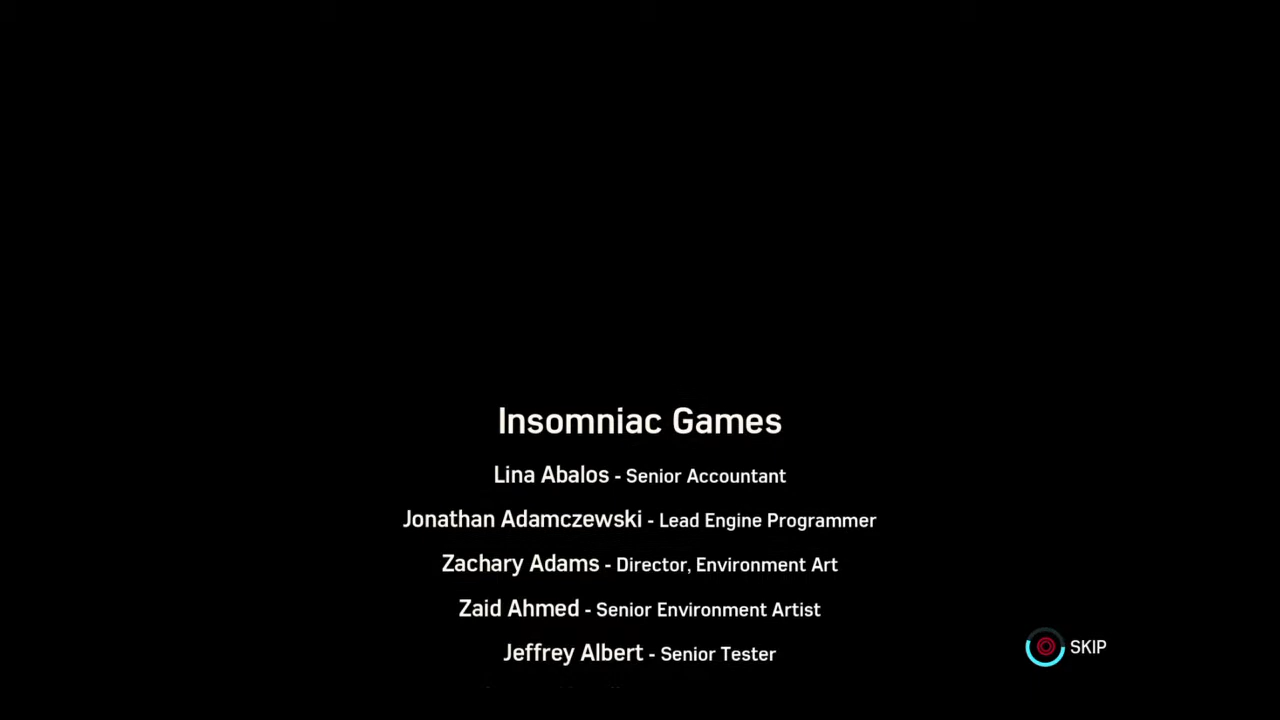 Insomniac Games
Lina Abalos - Senior Accountant
Jonathan Adamczewski - Lead Engine Programmer
Zachary Adams - Director, Environment Art
Zaid Ahmed - Senior Environment Artist
Jeffrey Albert - Senior Tester
SKIP